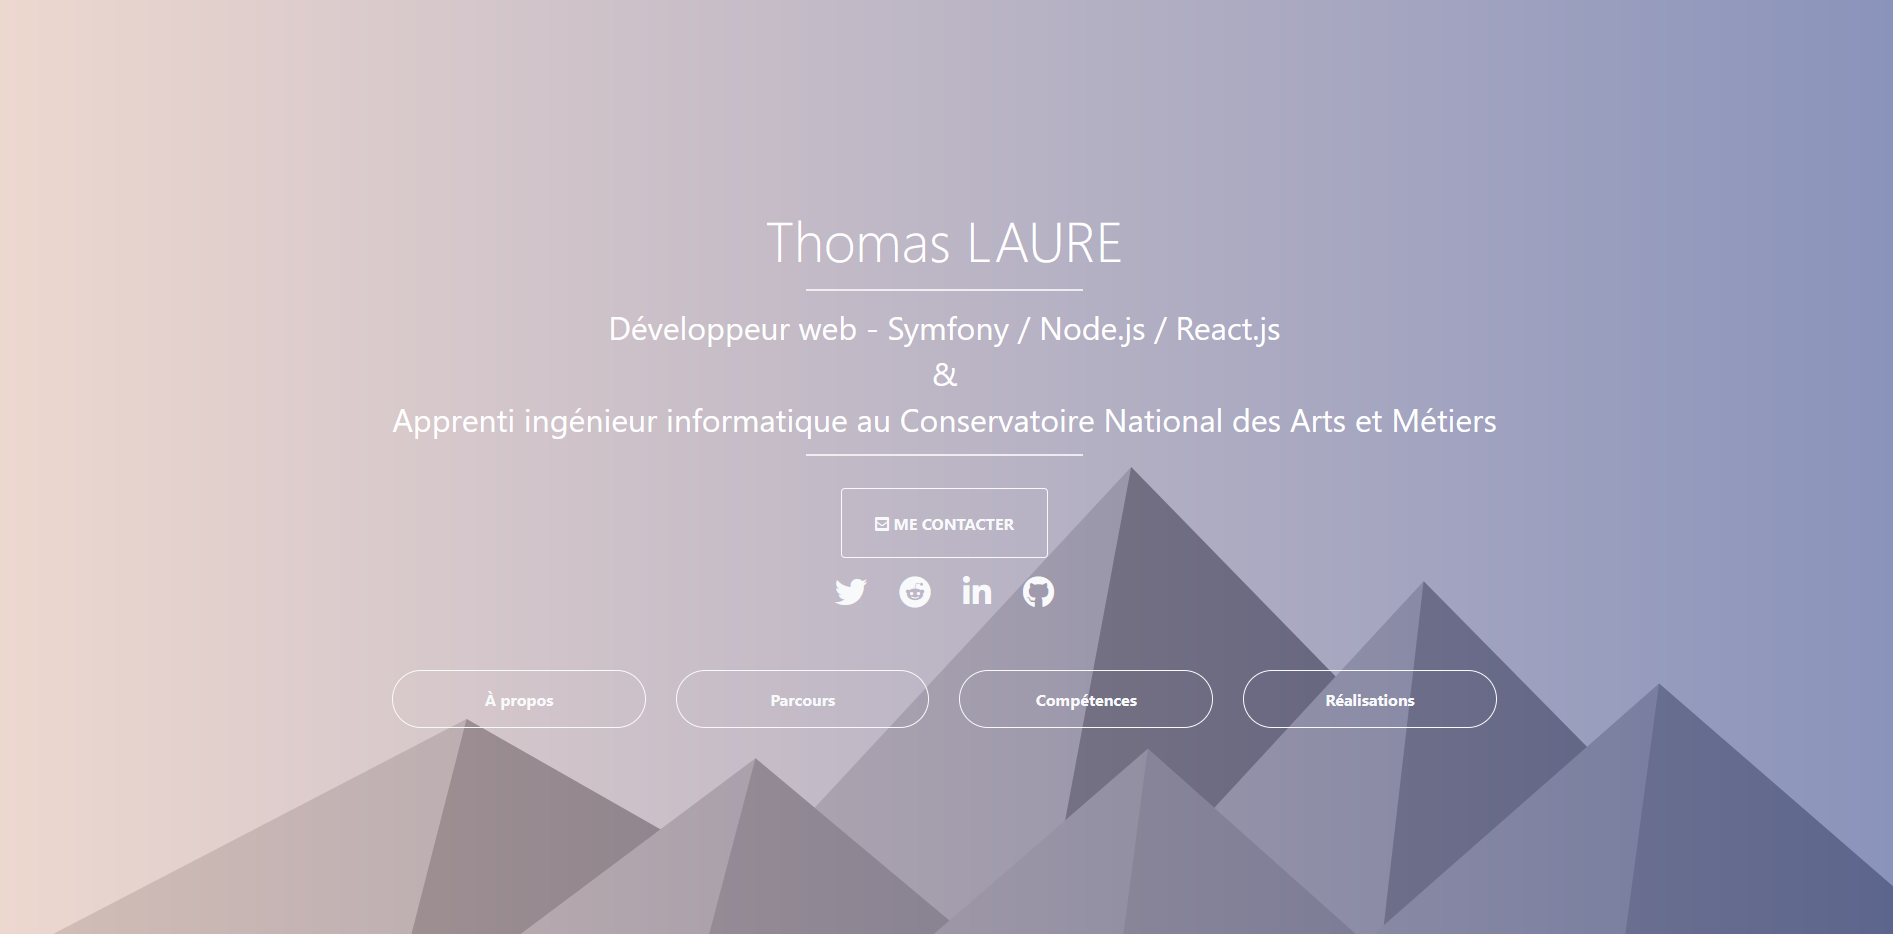 Thomas LAURE
Développeur web - Symfony / Node.js / React.js
&
Apprenti ingénieur informatique au Conservatoire National des Arts et Métiers
ME CONTACTER
À propos
Parcours
Compétences
Réalisations